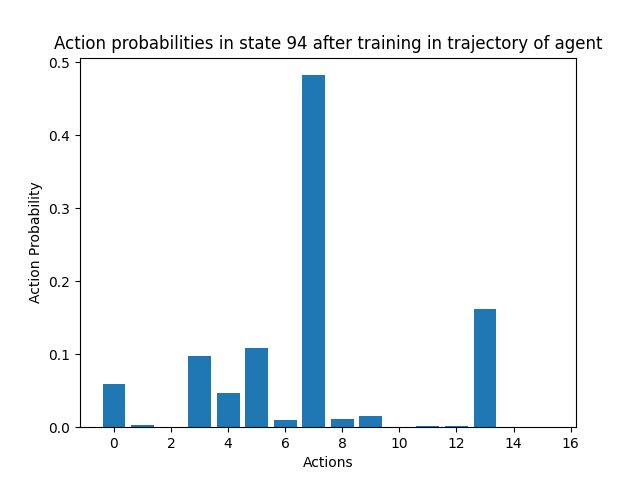 Action probabilities in state 94 after training in trajectory of agent
0.5
0.4
0.3
0.2
0.1
0.0
Action Probability
0 2 4 6 8 10 12 14 16
Actions